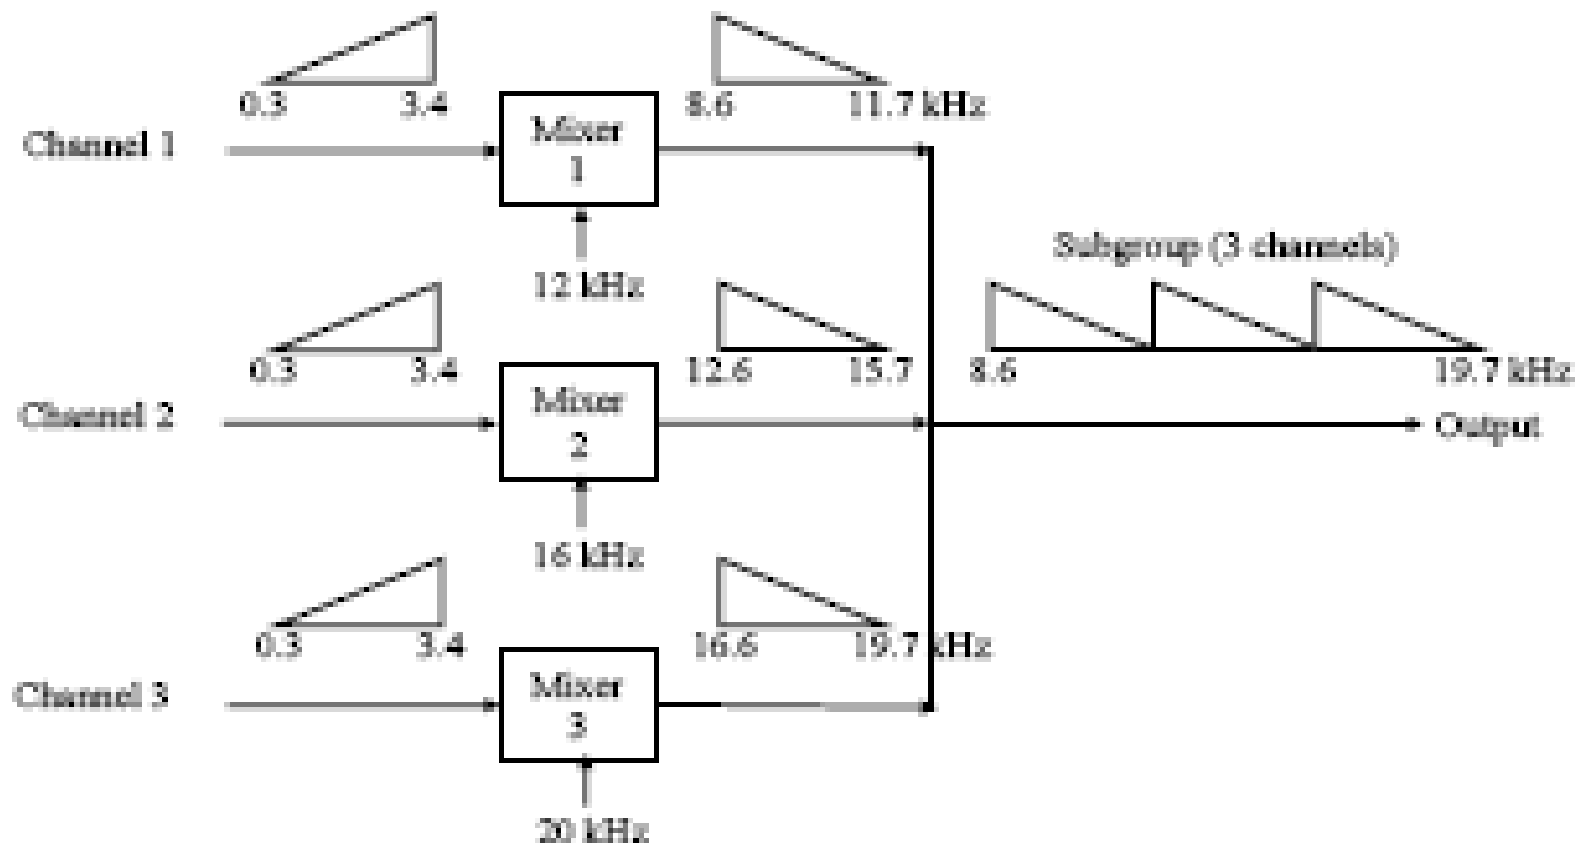 0.3 3.4
8.6 11.7 kHz
Channel 1
Mixer
1
12 kHz
Subgroup (3 channels)
0.3 3.4
12.6 15.7
8.6 19.7 kHz
Channel 2
Mixer
2
Output
16 kHz
0.3 3.4
16.6 19.7 kHz
Channel 3
Mixer
3
20 kHz